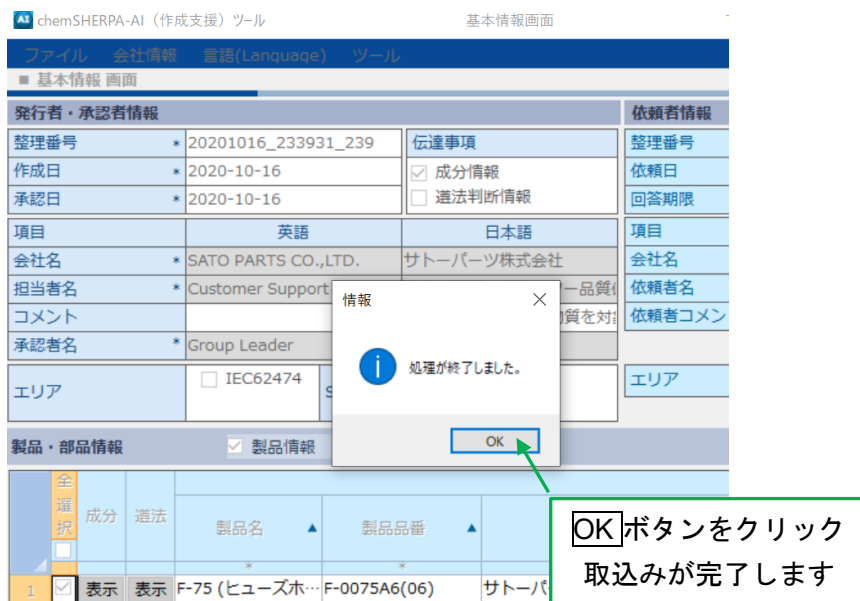 AI chemSHERPA-AI（作成支援）ツール 基本情報画面
ファイル 会社情報 言語(Language) ツール
■ 基本情報 画面
発行者・承認者情報 依頼者情報
整理番号 * 20201016_233931_239 伝達事項 整理番号
作成日 * 2020-10-16 成分情報 依頼日
承認日 * 2020-10-16 遵法判断情報 回答期限
項目 英語 日本語 項目
会社名 * SATO PARTS CO.,LTD. サトーパーツ株式会社 会社名
担当者名 * Customer Support ー品質 依頼者名
コメント 質を対 依頼者コメン
承認者名 * Group Leader
エリア IEC62474 エリア
情報
処理が終了しました。
OK
製品・部品情報 製品情報
全選択 成分 遵法 製品名 ▲ 製品品番 ▲
* *
1 表示 表示 F-75 (ヒューズホ… F-0075A6(06) サトーパ
OK ボタンをクリック
取込みが完了します